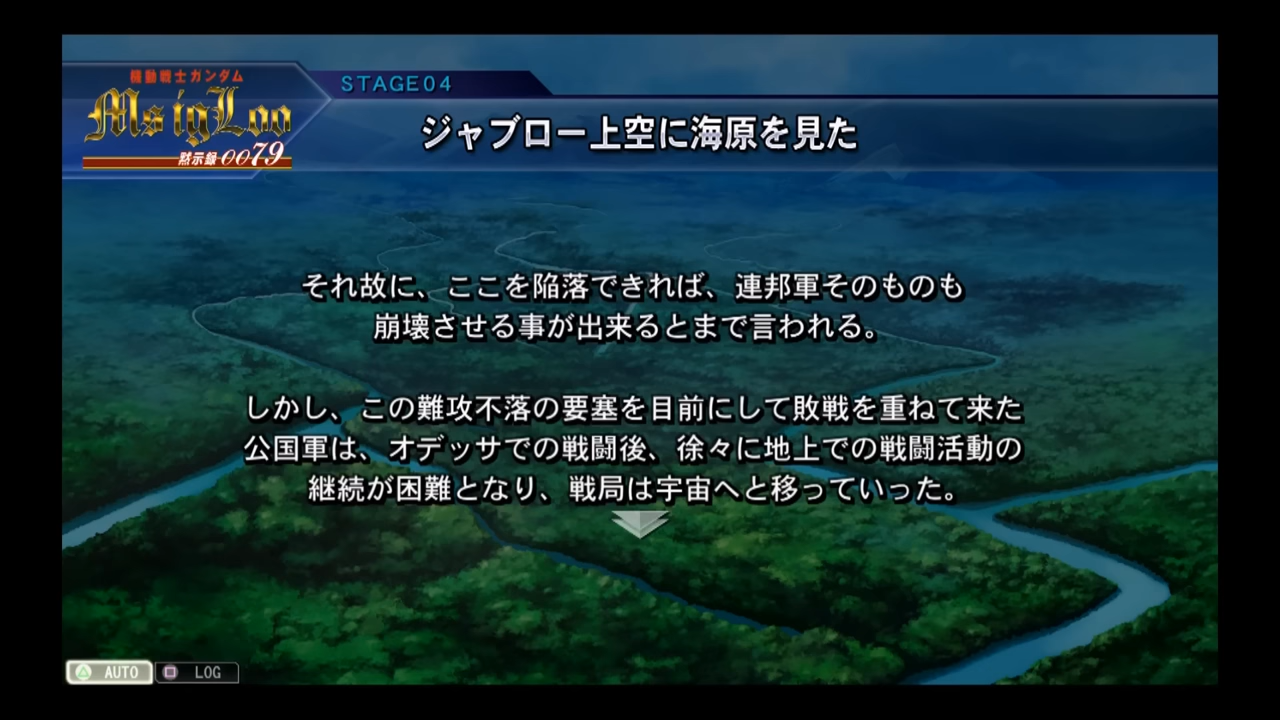 機動戦士ガンダム
MS igLoo
黙示録0079
STAGE04
ジャブロー上空に海原を見た
それ故に、ここを陥落できれば、連邦軍そのものも
崩壊させる事が出来るとまで言われる。
しかし、この難攻不落の要塞を目前にして敗戦を重ねて来た
公国軍は、オデッサでの戦闘後、徐々に地上での戦闘活動の
継続が困難となり、戦局は宇宙へと移っていった。
AUTO
LOG